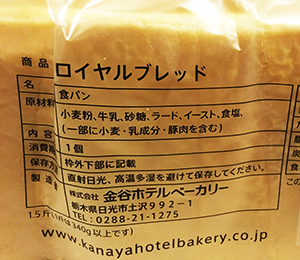 商品 ロイヤルブレッド
名 食パン
原材料 小麦粉、牛乳、砂糖、ラード、イースト、食塩、
(一部に小麦・乳成分・豚肉を含む)
内容 1個
消費期 枠外下部に記載
保存方 直射日光、高温多湿を避けて保存してください。
製造 株式会社 金谷ホテルベーカリー
栃木県日光市土沢992-1
TEL:0288-21-1275
1.5斤(1斤は340g以上です)
www.kanayahotelbakery.co.jp